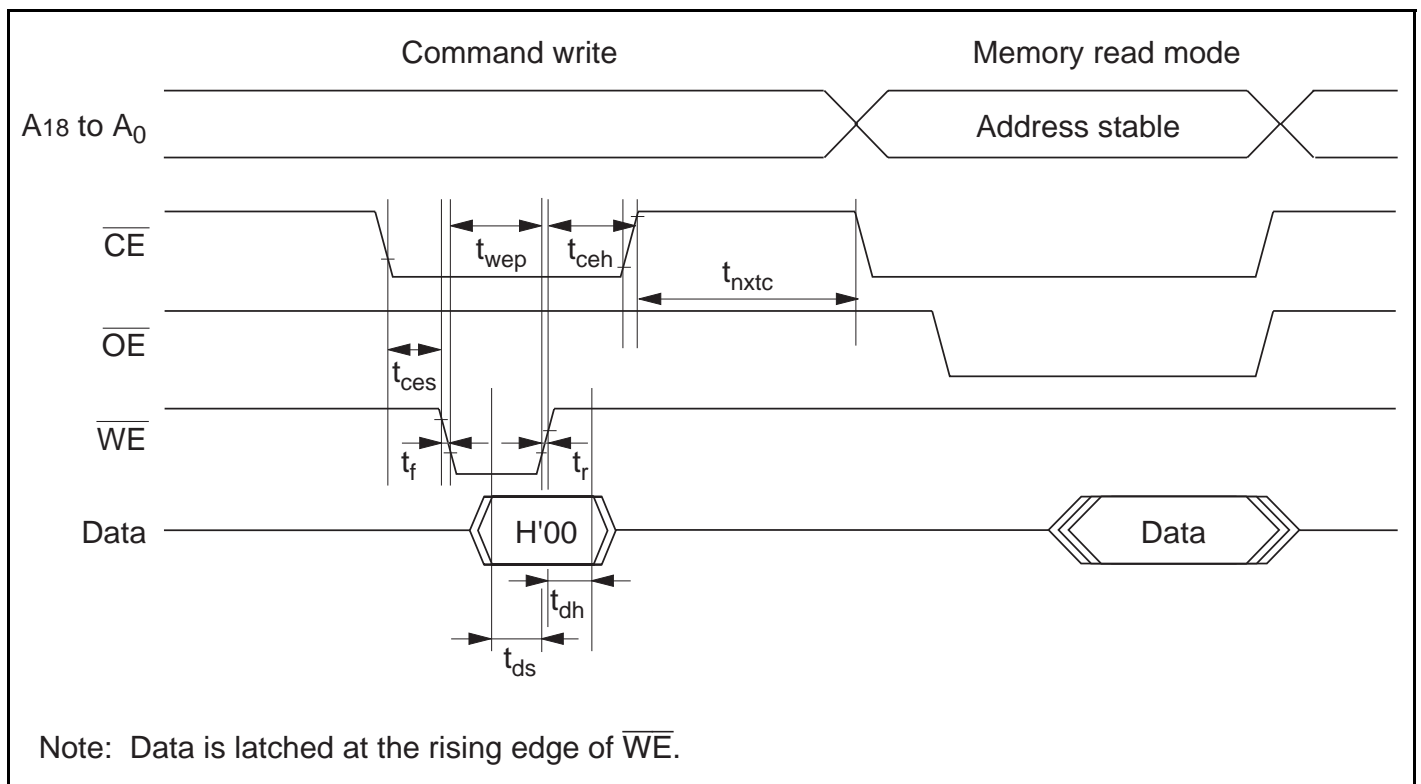 Command write
Memory read mode
A18 to A0
Address stable
CE
twep
tceh
tnxtc
OE
tces
WE
tf
tr
Data
H'00
Data
tdh
tds
Note: Data is latched at the rising edge of WE.